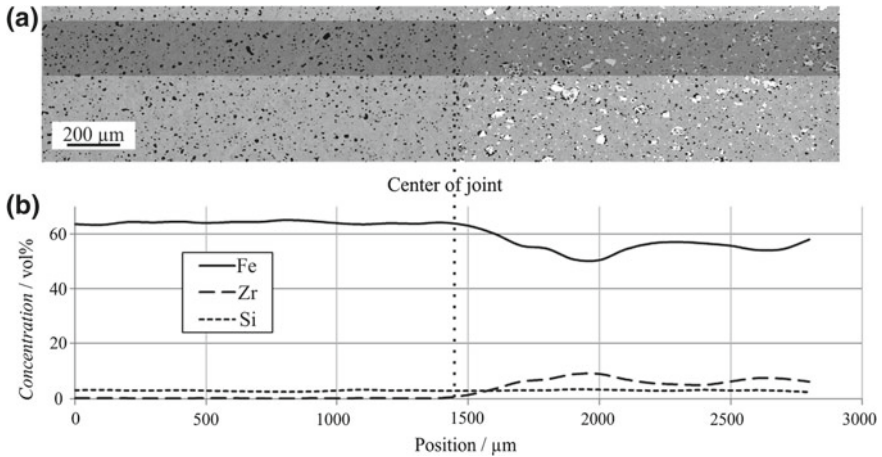 (a)
200 µm
Center of joint
(b)
60
40
20
0
Concentration / vol%
Fe
Zr
Si
0 500 1000 1500 2000 2500 3000
Position / µm